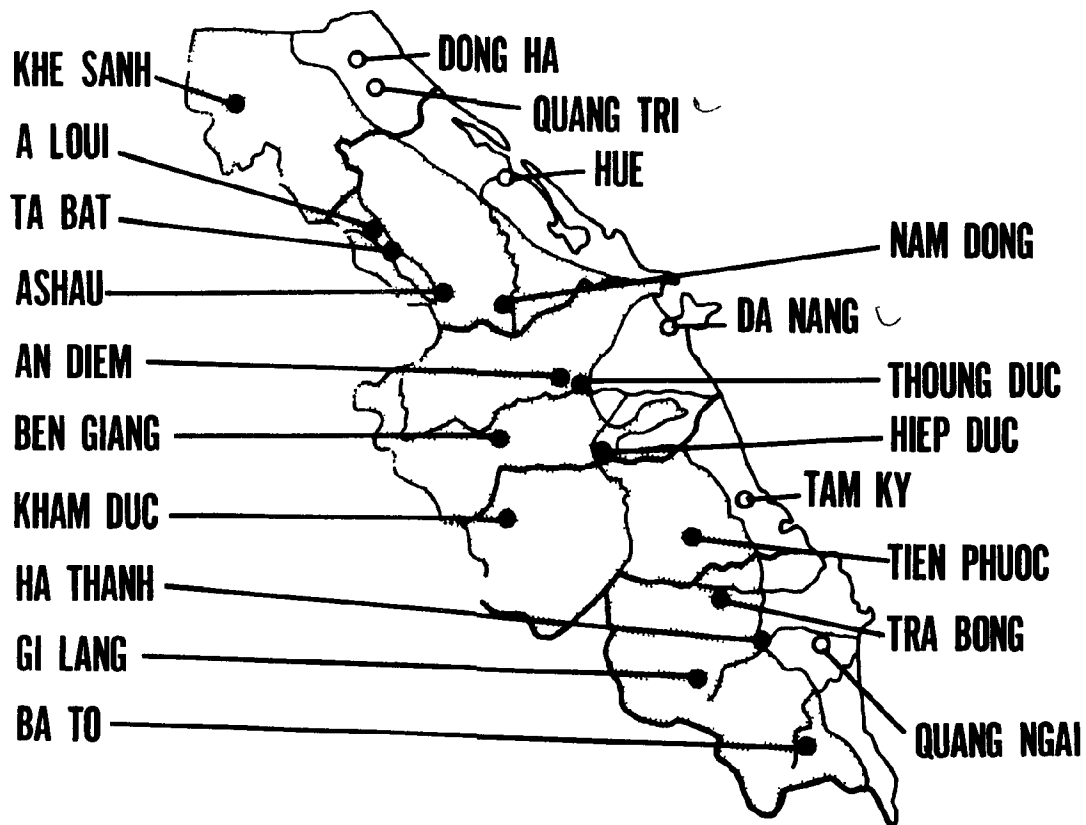 KHE SANH
A LOUI
TA BAT
ASHAU
AN DIEM
BEN GIANG
KHAM DUC
HA THANH
GI LANG
BA TO
DONG HA
QUANG TRI
HUE
NAM DONG
DA NANG
THOUNG DUC
HIEP DUC
TAM KY
TIEN PHUOC
TRA BONG
QUANG NGAI